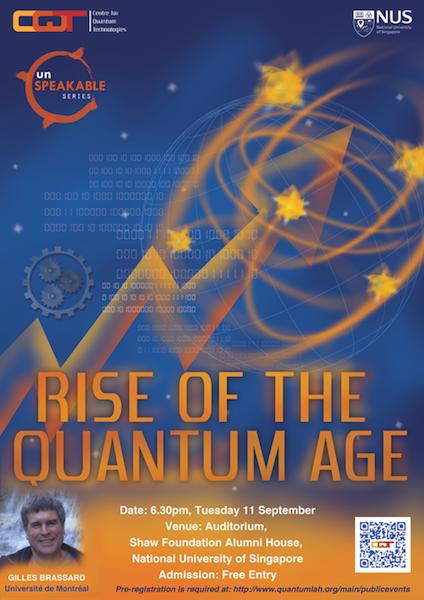 CQT
Centre for
Quantum
Technologies
NUS
National University
of Singapore
un
SPEAKABLE
SERIES
RISE OF THE
QUANTUM AGE
Date: 6.30pm, Tuesday 11 September
Venue: Auditorium,
Shaw Foundation Alumni House,
National University of Singapore
Admission: Free Entry
GILLES BRASSARD
Université de Montréal
Pre-registration is required at: http://www.quantumlah.org/main/publicevents